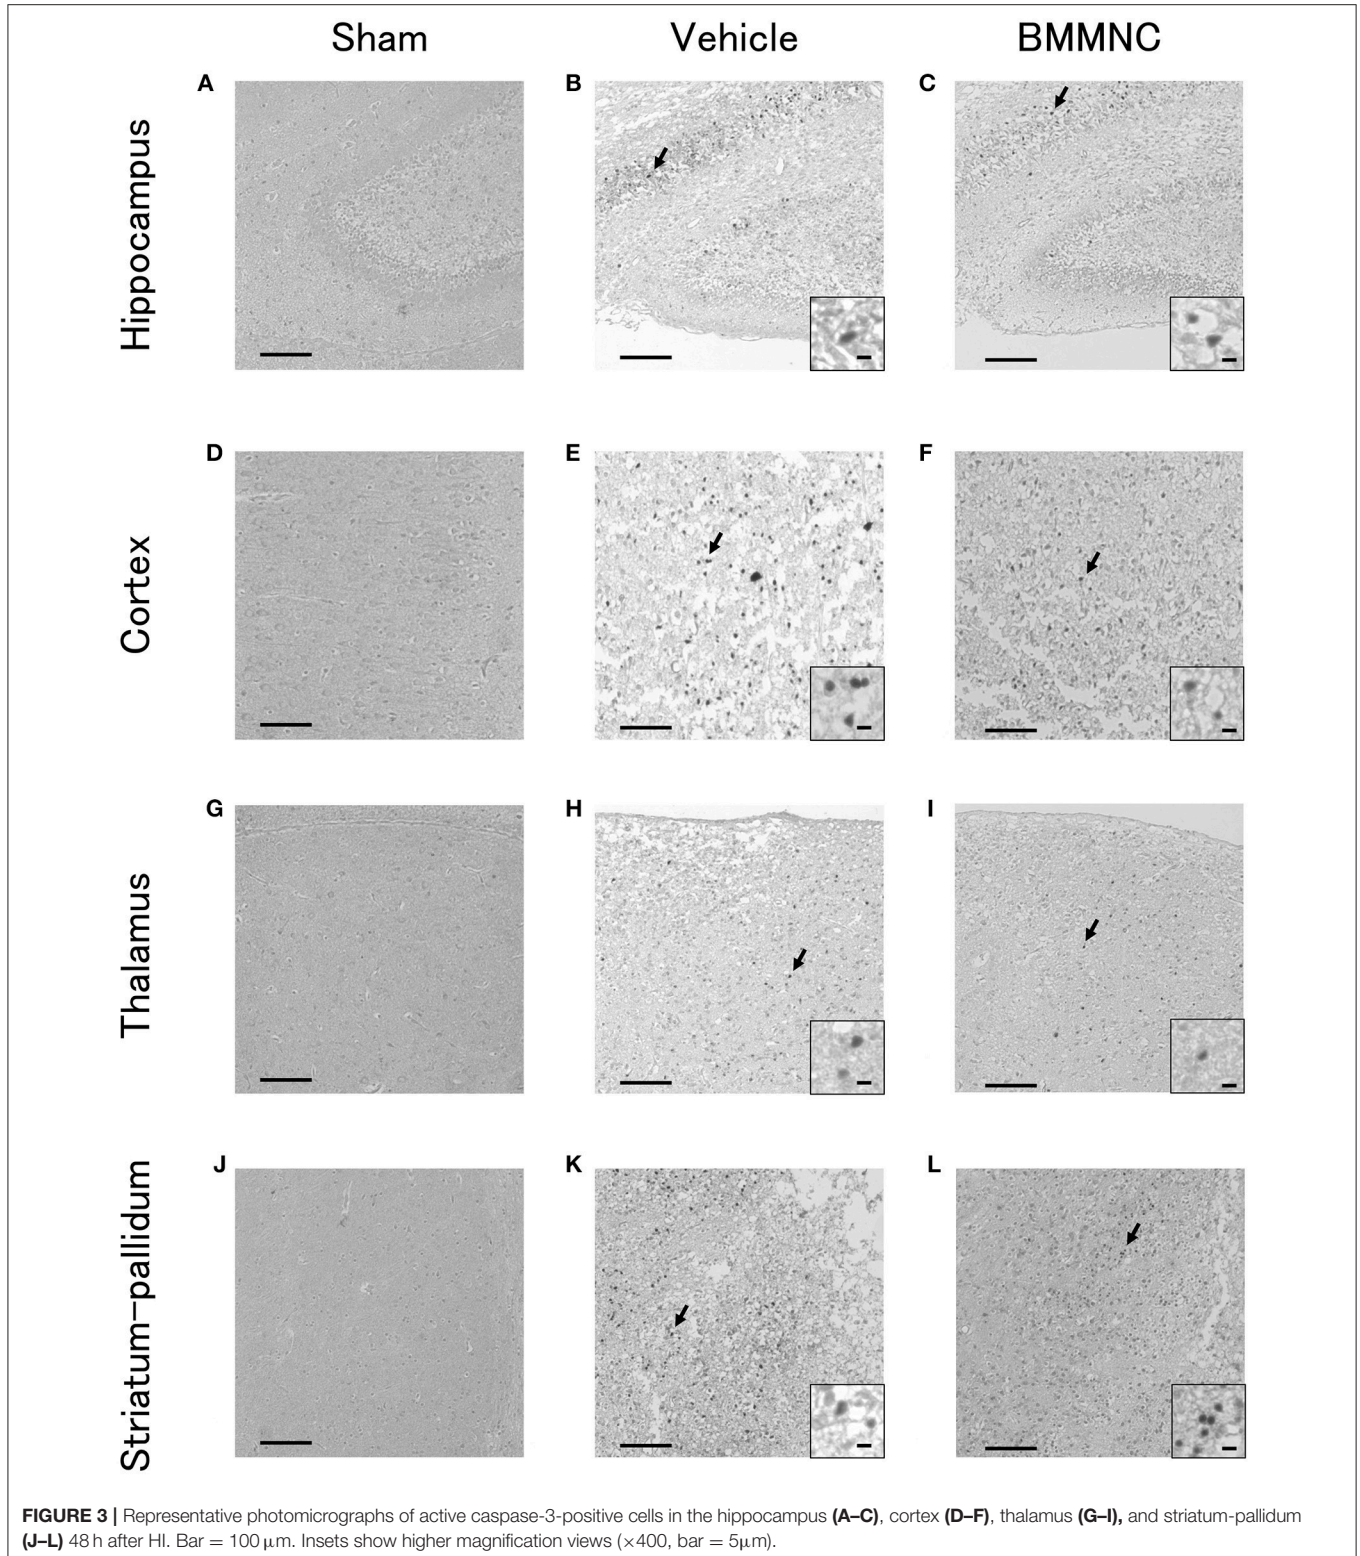 Sham Vehicle BMMNC
A B C
Hippocampus
D E F
Cortex
G H I
Thalamus
J K L
Striatum-pallidum
FIGURE 3 | Representative photomicrographs of active caspase-3-positive cells in the hippocampus (A–C), cortex (D–F), thalamus (G–I), and striatum-pallidum
(J–L) 48 h after HI. Bar = 100 μm. Insets show higher magnification views (×400, bar = 5μm).